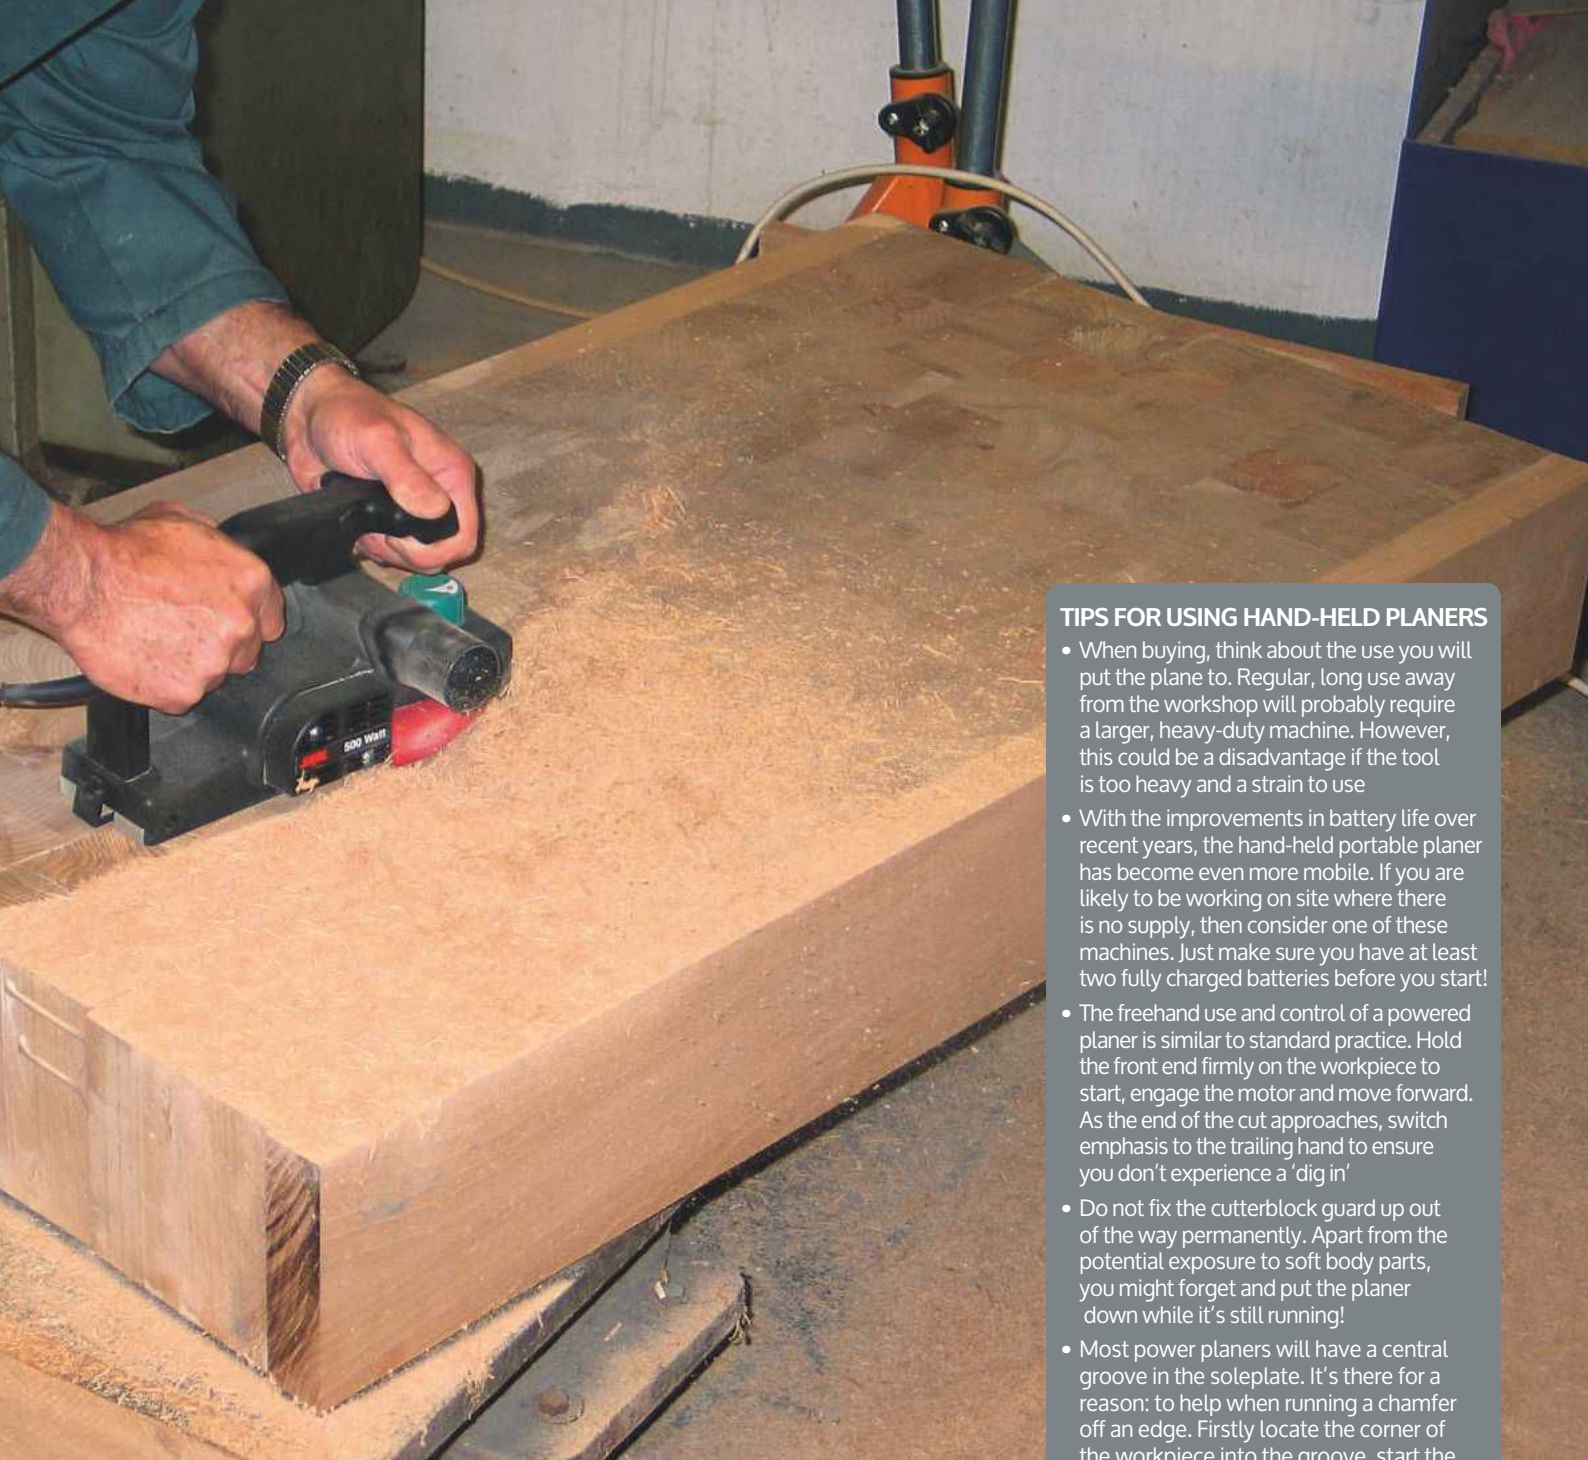 500 Watt
TIPS FOR USING HAND-HELD PLANERS
• When buying, think about the use you will
put the plane to. Regular, long use away
from the workshop will probably require
a larger, heavy-duty machine. However,
this could be a disadvantage if the tool
is too heavy and a strain to use
• With the improvements in battery life over
recent years, the hand-held portable planer
has become even more mobile. If you are
likely to be working on site where there
is no supply, then consider one of these
machines. Just make sure you have at least
two fully charged batteries before you start!
• The freehand use and control of a powered
planer is similar to standard practice. Hold
the front end firmly on the workpiece to
start, engage the motor and move forward.
As the end of the cut approaches, switch
emphasis to the trailing hand to ensure
you don't experience a 'dig in'
• Do not fix the cutterblock guard up out
of the way permanently. Apart from the
potential exposure to soft body parts,
you might forget and put the planer
down while it's still running!
• Most power planers will have a central
groove in the soleplate. It's there for a
reason: to help when running a chamfer
off an edge. Firstly locate the corner of
the workpiece into the groove, start the